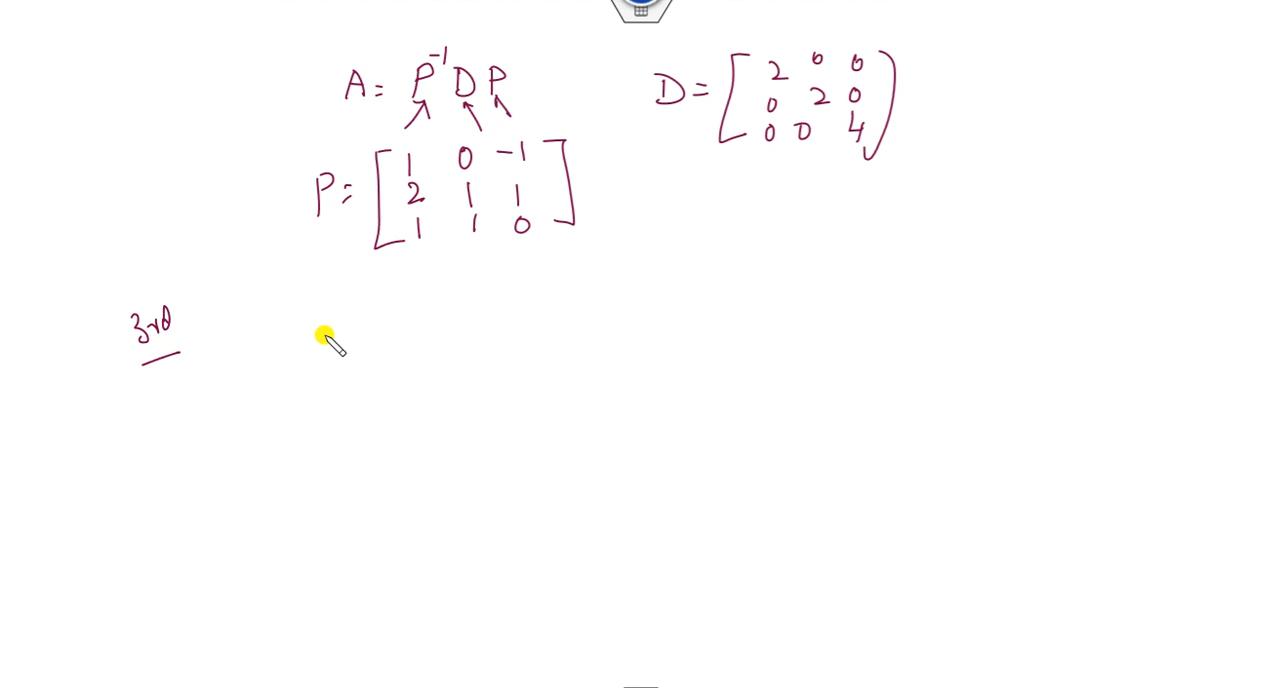 A = P⁻¹ D P
D = [ 2 0 0
0 2 0
0 0 4 ]
P = [ 1 0 -1
2 1 1
1 1 0 ]
3rd